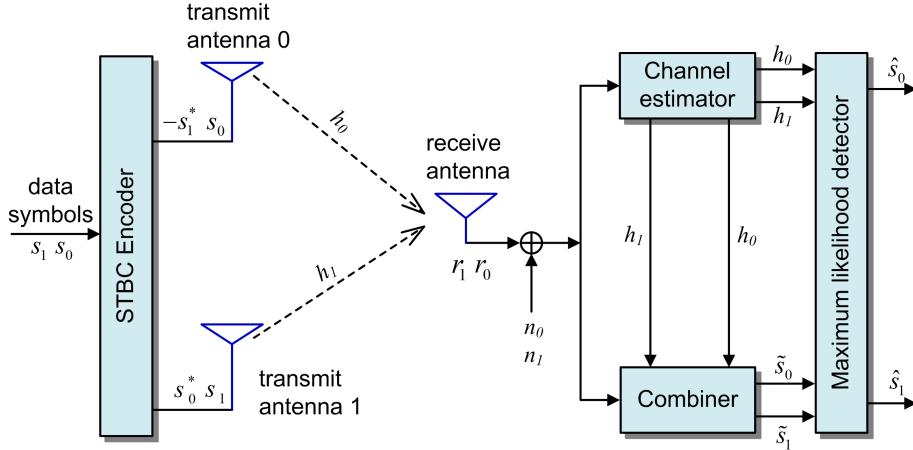 transmit
antenna 0
−s₁* s₀
STBC Encoder
data
symbols
s₁ s₀
h₀
h₁
s₀* s₁
transmit
antenna 1
receive
antenna
r₁ r₀
n₀
n₁
Channel
estimator
h₀
h₁
h₁
h₀
Combiner
s̃₀
s̃₁
Maximum likelihood detector
ŝ₀
ŝ₁